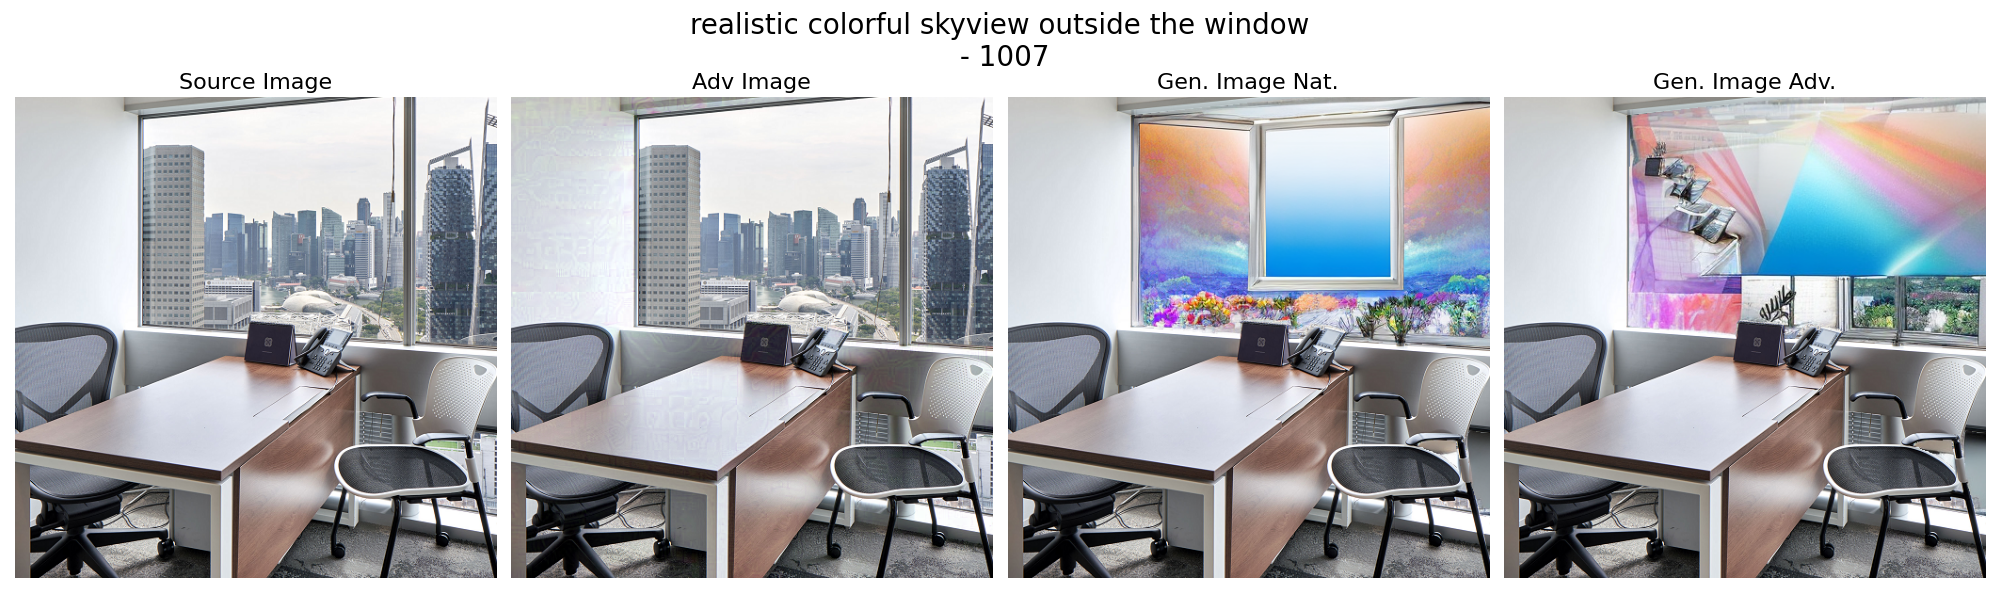 realistic colorful skyview outside the window
- 1007
Source Image
Adv Image
Gen. Image Nat.
Gen. Image Adv.